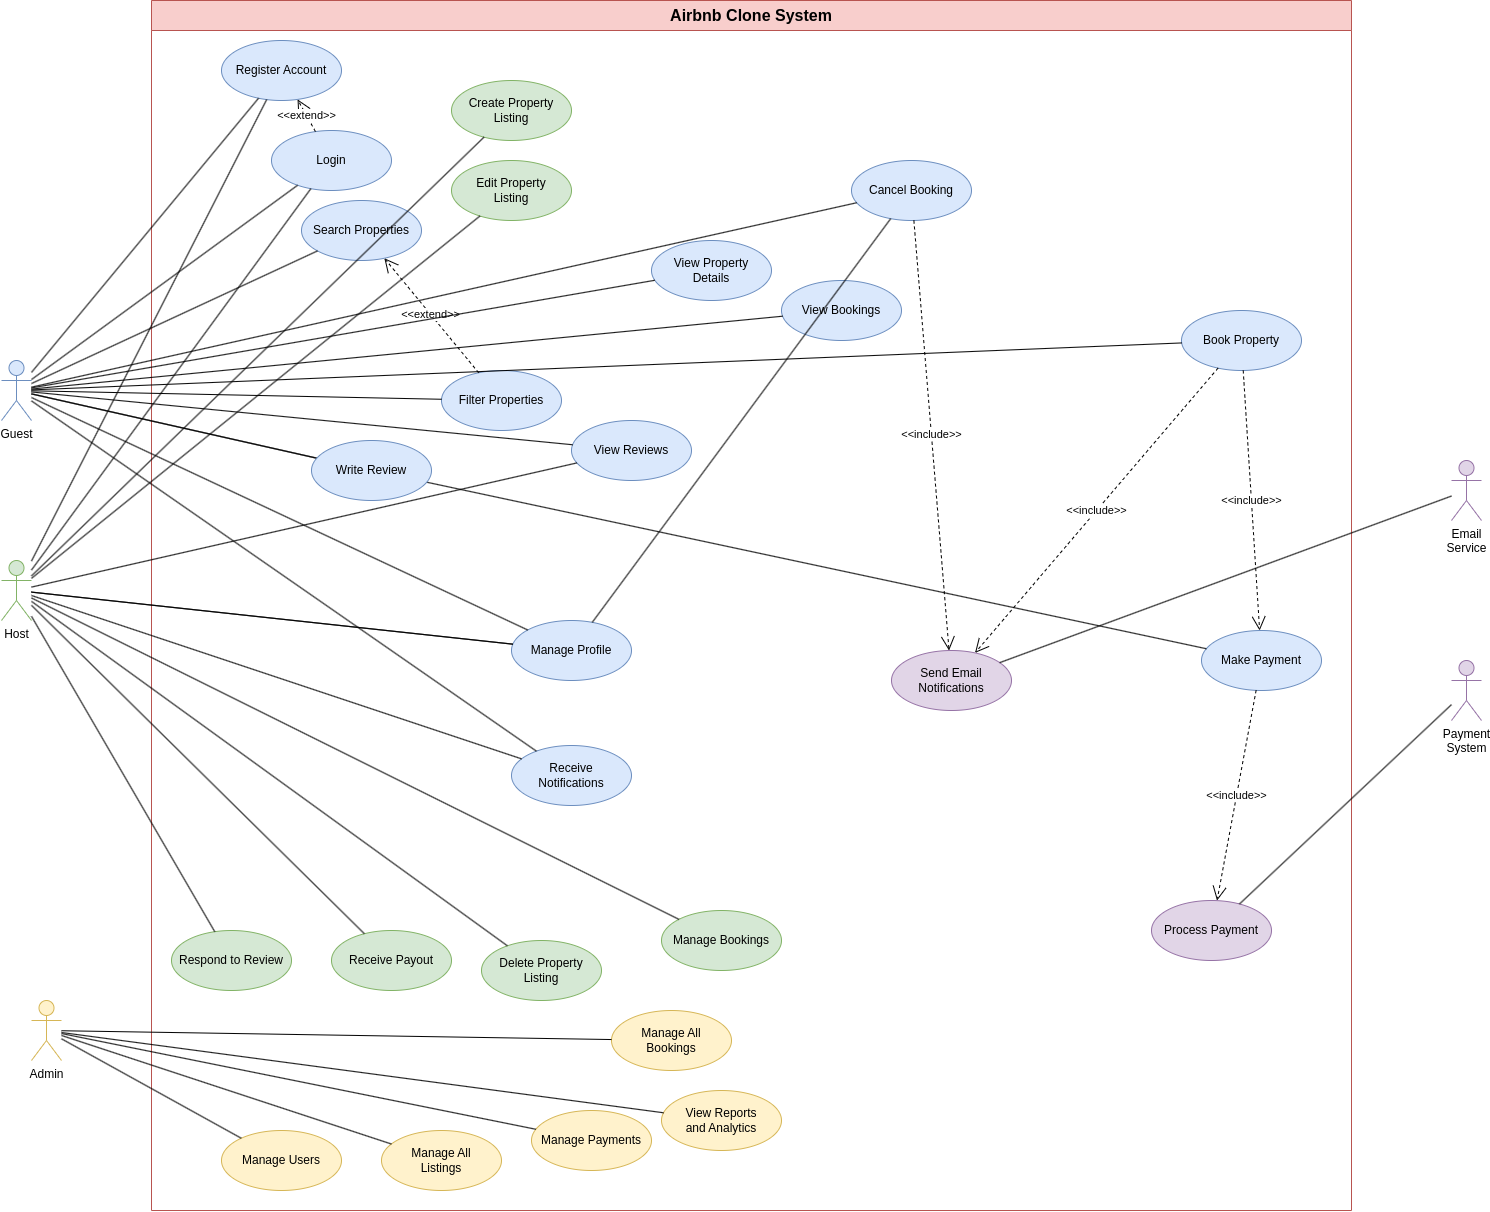 Airbnb Clone System
Register Account
<<extend>>
Create Property
Listing
Login
Edit Property
Listing
Cancel Booking
Search Properties
View Property
Details
View Bookings
<<extend>>
Book Property
Guest
Filter Properties
<<include>>
View Reviews
Write Review
<<include>>
<<include>>
Email
Service
Host
Manage Profile
Send Email
Notifications
Make Payment
Payment
System
Receive
Notifications
<<include>>
Manage Bookings
Process Payment
Respond to Review
Receive Payout
Delete Property
Listing
Admin
Manage All
Bookings
View Reports
and Analytics
Manage Payments
Manage Users
Manage All
Listings